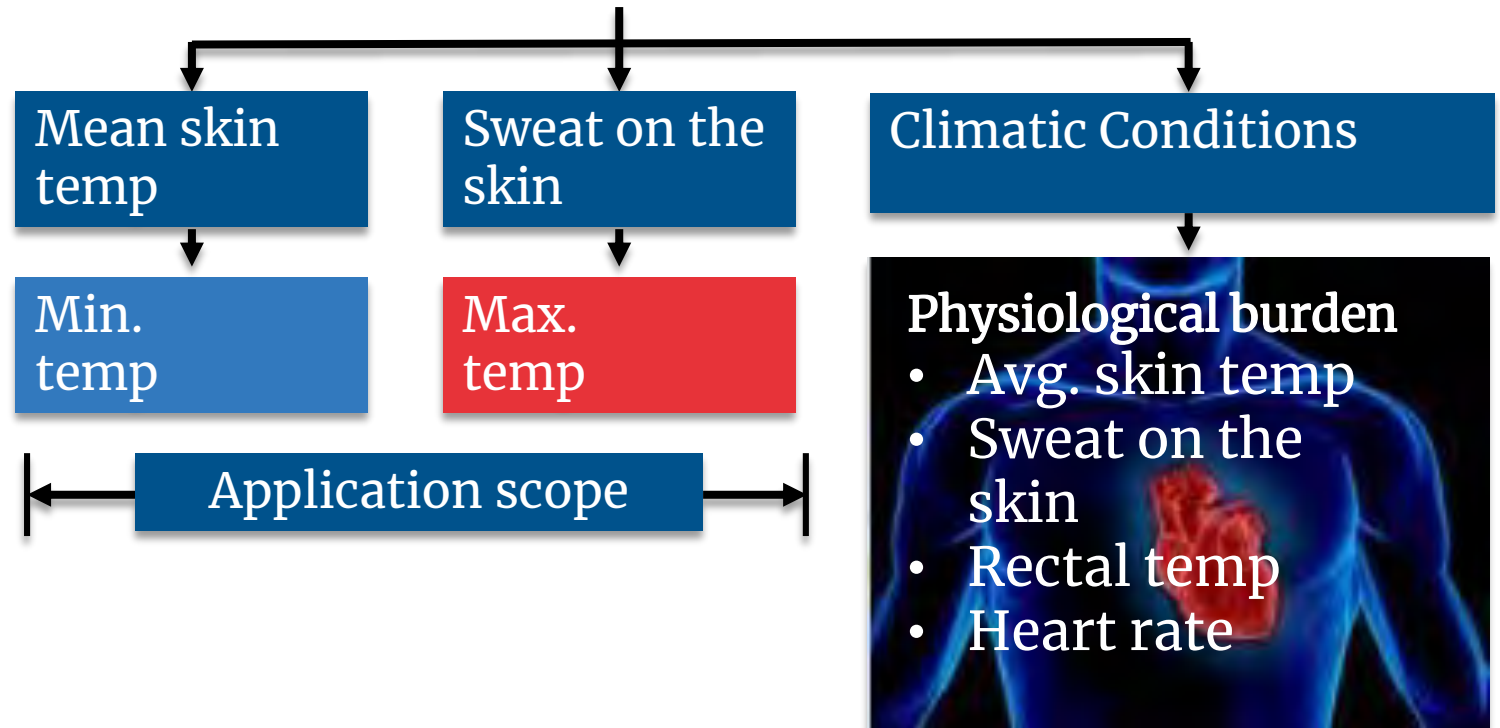 Mean skin
temp
Sweat on the
skin
Climatic Conditions
Min.
temp
Max.
temp
Application scope
Physiological burden
• Avg. skin temp
• Sweat on the
skin
• Rectal temp
• Heart rate